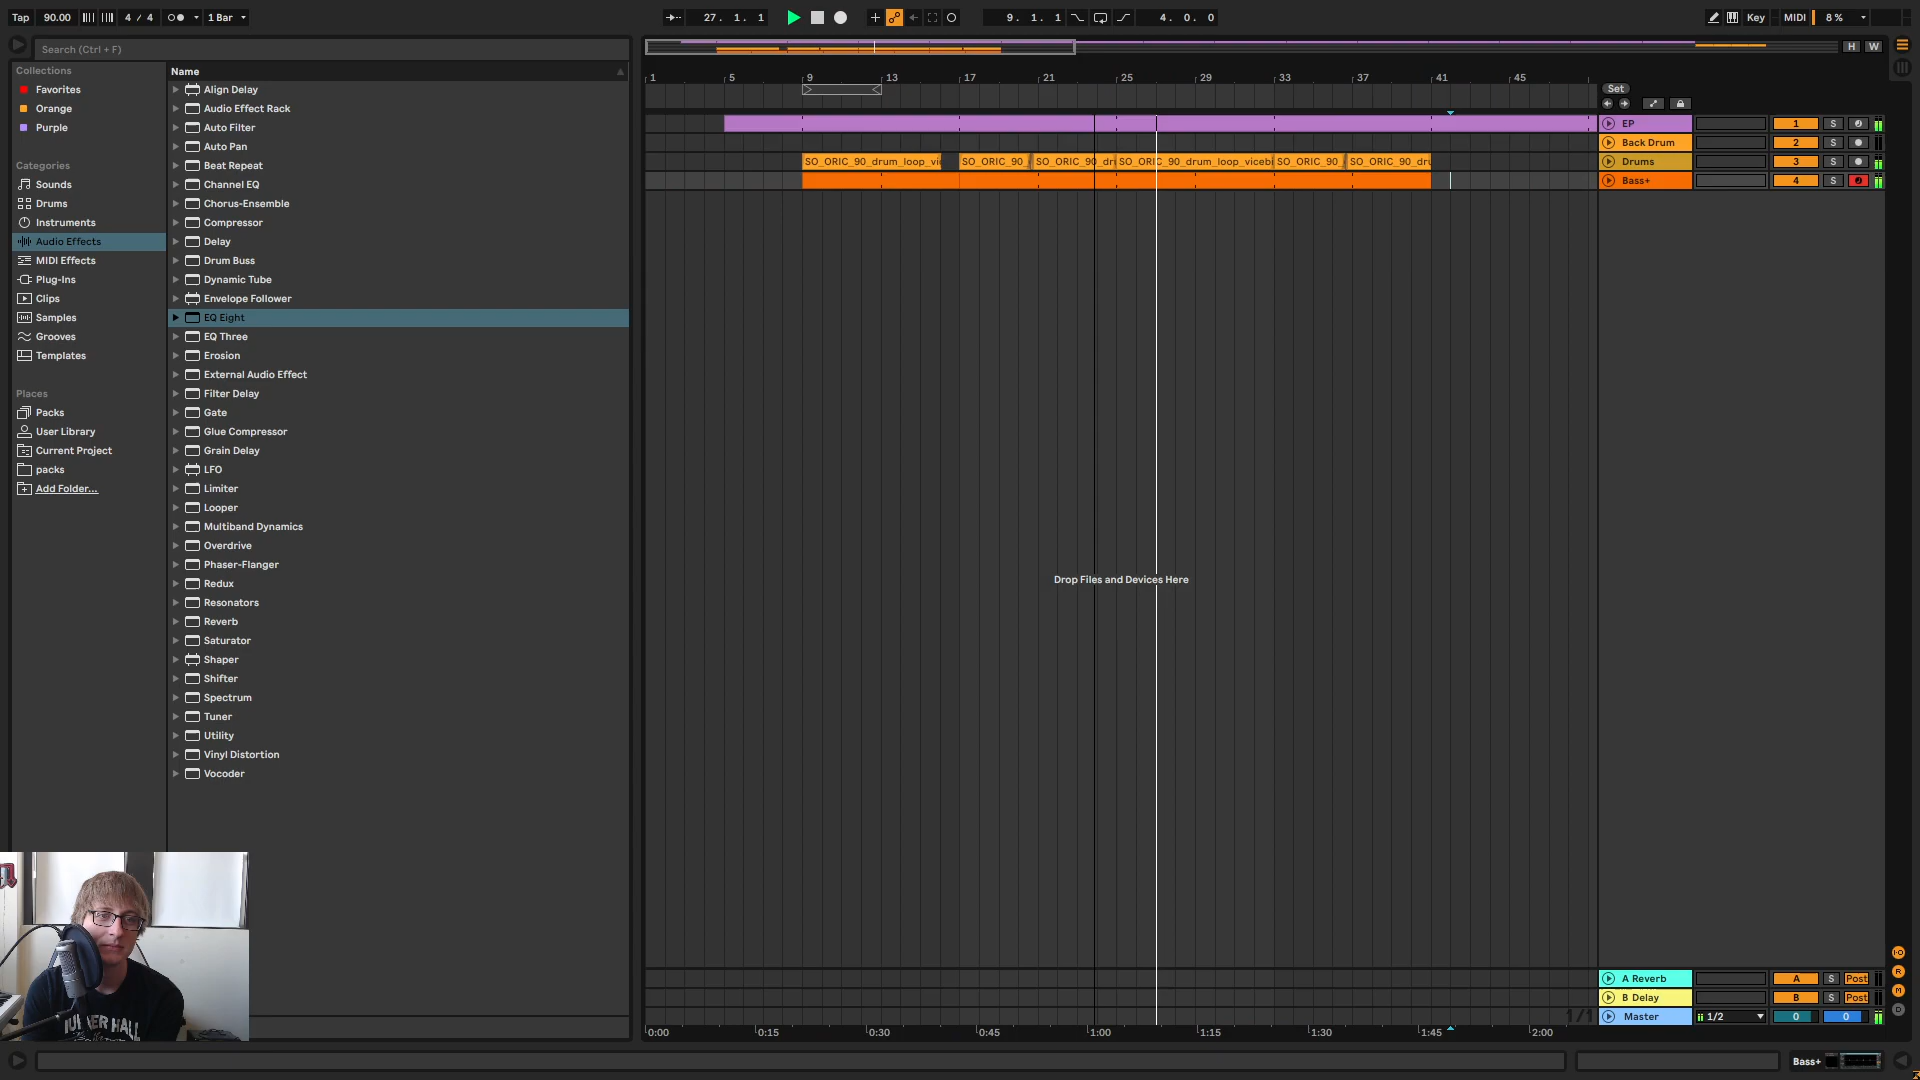 Tap 90.00 4 / 4 1 Bar 27. 1. 1 9. 1. 1 4. 0. 0 Key MIDI 8 %
Search (Ctrl + F)
H W
Collections
Favorites
Orange
Purple
Categories
Sounds
Drums
Instruments
Audio Effects
MIDI Effects
Plug-Ins
Clips
Samples
Grooves
Templates
Places
Packs
User Library
Current Project
packs
Add Folder...
Name
Align Delay
Audio Effect Rack
Auto Filter
Auto Pan
Beat Repeat
Channel EQ
Chorus-Ensemble
Compressor
Delay
Drum Buss
Dynamic Tube
Envelope Follower
EQ Eight
EQ Three
Erosion
External Audio Effect
Filter Delay
Gate
Glue Compressor
Grain Delay
LFO
Limiter
Looper
Multiband Dynamics
Overdrive
Phaser-Flanger
Redux
Resonators
Reverb
Saturator
Shaper
Shifter
Spectrum
Tuner
Utility
Vinyl Distortion
Vocoder
1 5 9 13 17 21 25 29 33 37 41 45
Set
EP 1 S
Back Drum 2 S
SO_ORIC_90_drum_loop_vi SO_ORIC_90_ SO_ORIC_90_dr SO_ORIC_90_drum_loop_vicebi SO_ORIC_90_ SO_ORIC_90_dru Drums 3 S
Bass+ 4 S
Drop Files and Devices Here
A Reverb A S Post
B Delay B S Post
1/1 Master 1/2 0 0
0:00 0:15 0:30 0:45 1:00 1:15 1:30 1:45 2:00
Bass+